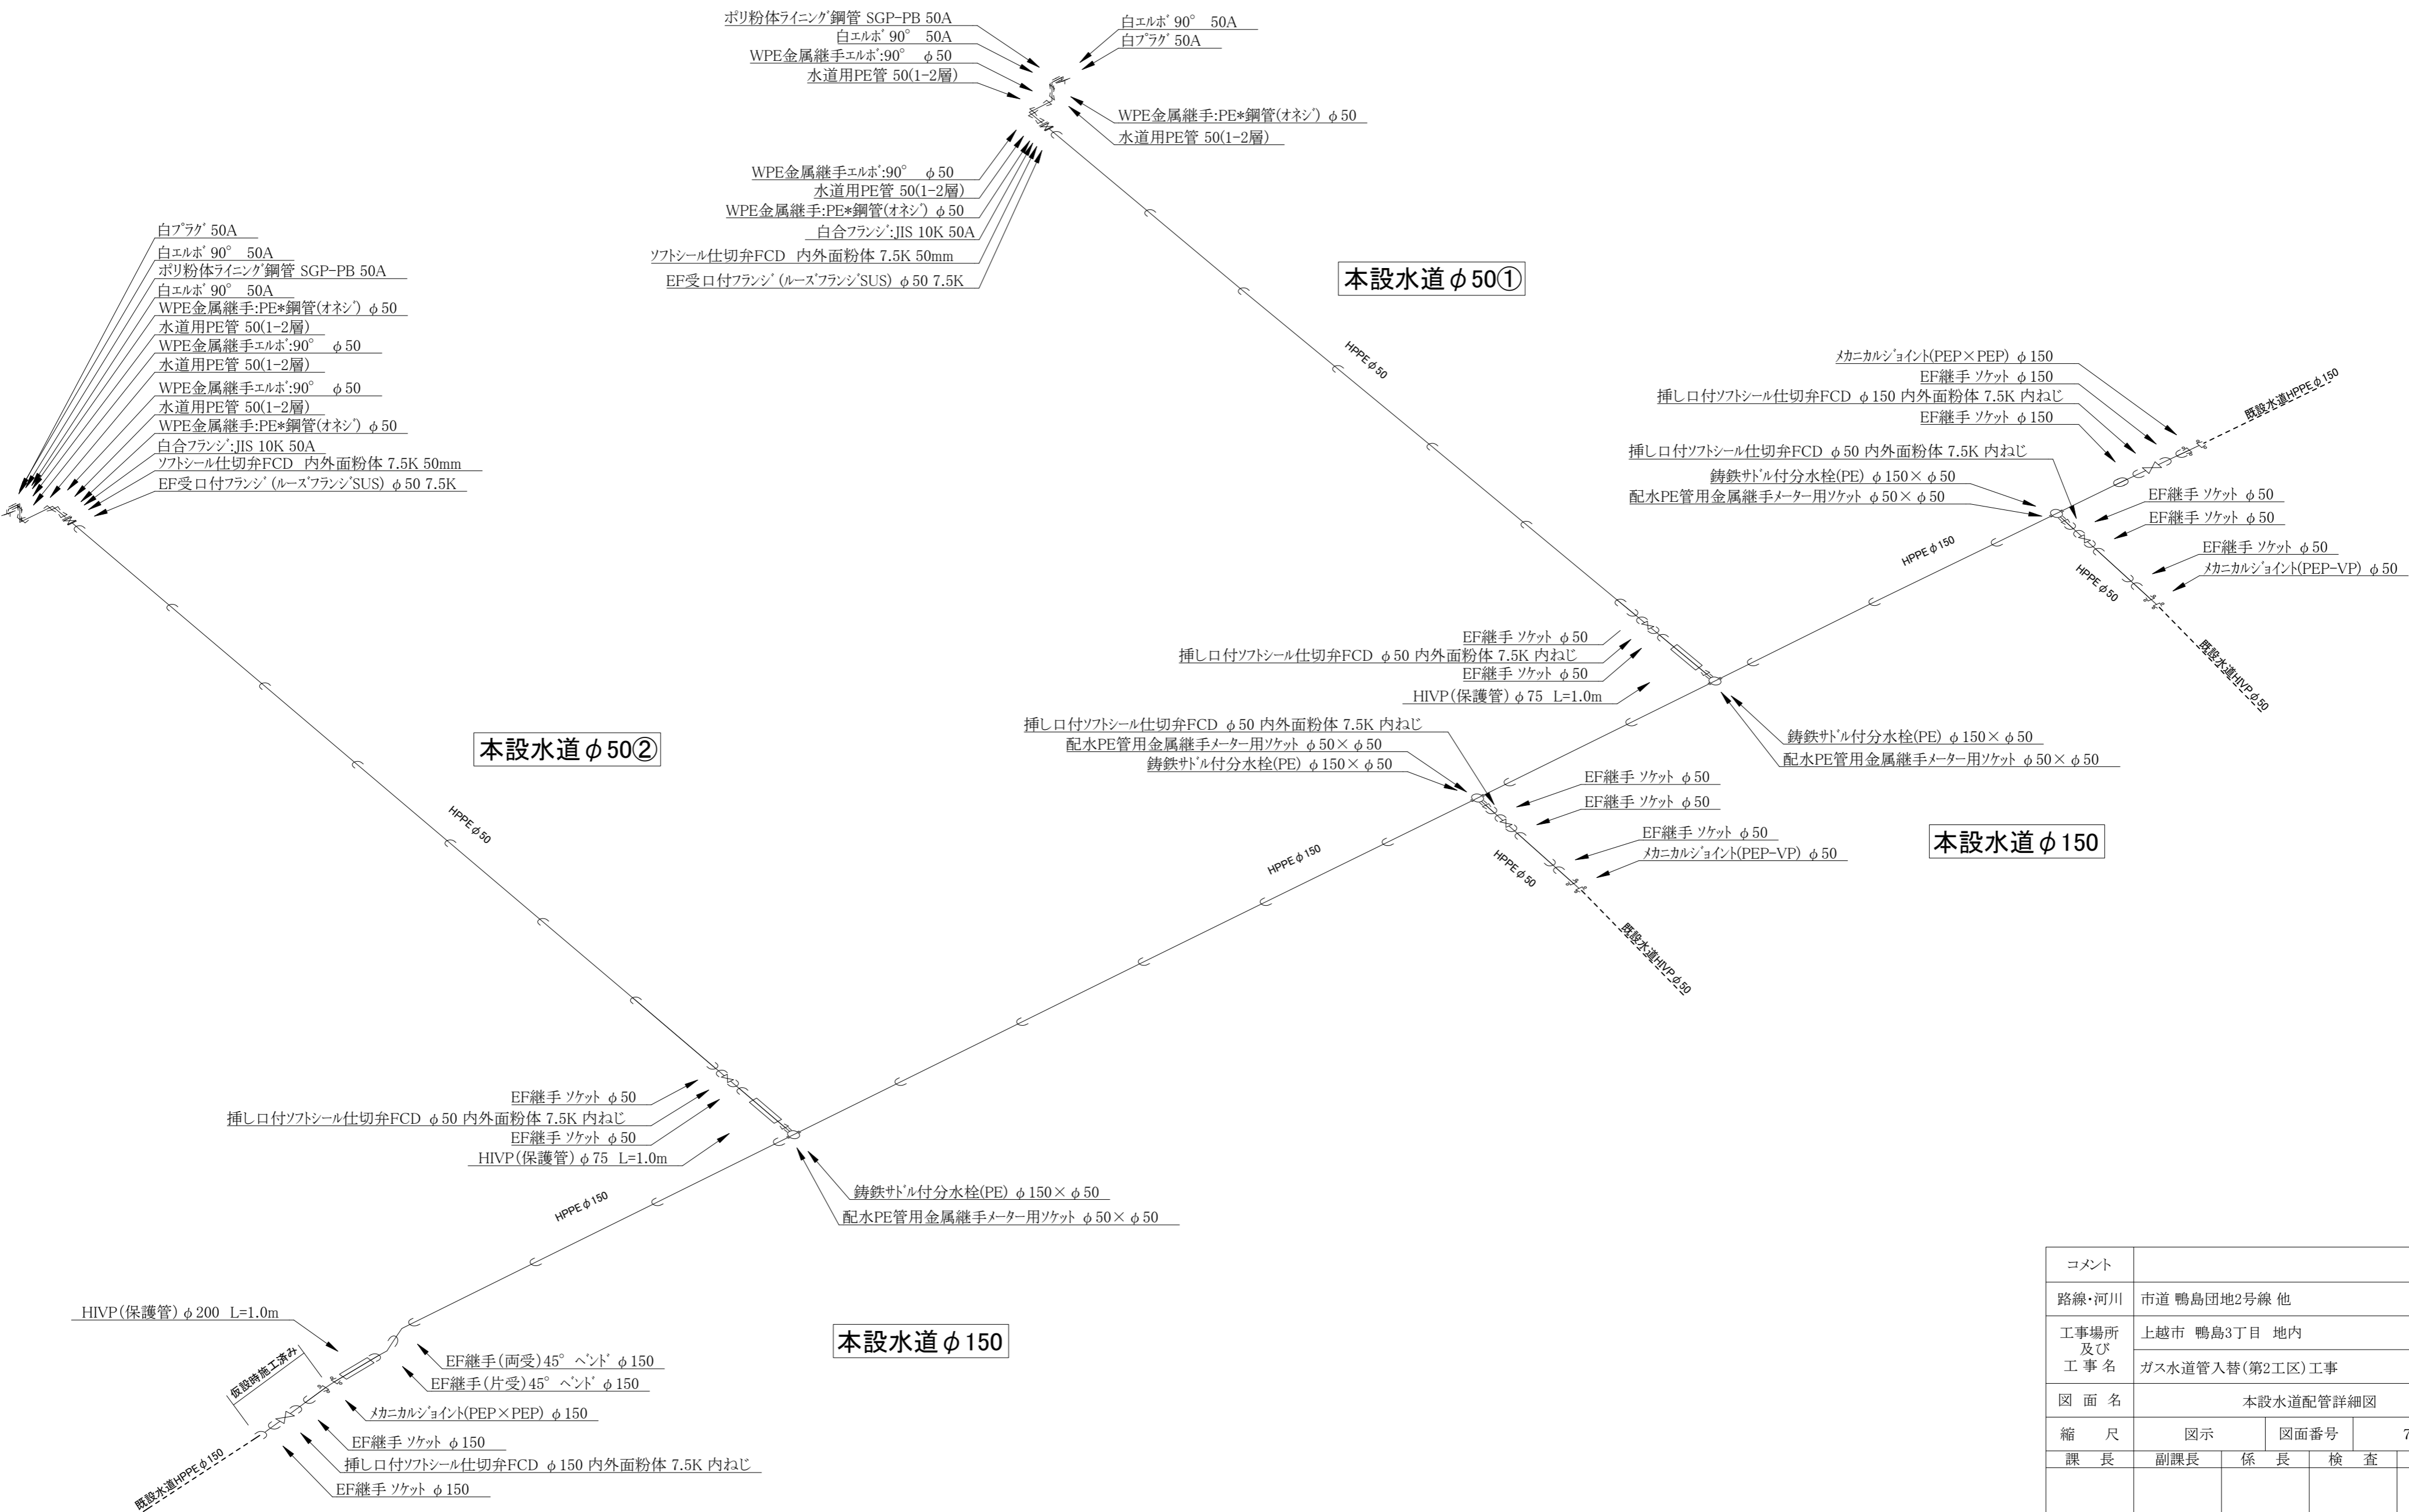 ポリ粉体ライニング鋼管 SGP-PB 50A
白エルボ 90° 50A
WPE金属継手エルボ:90° φ50
水道用PE管 50(1-2層)
白エルボ 90° 50A
白プラグ 50A
WPE金属継手:PE*鋼管(オネジ) φ50
水道用PE管 50(1-2層)
WPE金属継手エルボ:90° φ50
水道用PE管 50(1-2層)
WPE金属継手:PE*鋼管(オネジ) φ50
白合フランジ:JIS 10K 50A
ソフトシール仕切弁FCD 内外面粉体 7.5K 50mm
EF受口付フランジ (ルーズフランジSUS) φ50 7.5K
白プラグ 50A
白エルボ 90° 50A
ポリ粉体ライニング鋼管 SGP-PB 50A
白エルボ 90° 50A
WPE金属継手:PE*鋼管(オネジ) φ50
水道用PE管 50(1-2層)
WPE金属継手エルボ:90° φ50
水道用PE管 50(1-2層)
WPE金属継手エルボ:90° φ50
水道用PE管 50(1-2層)
WPE金属継手:PE*鋼管(オネジ) φ50
白合フランジ:JIS 10K 50A
ソフトシール仕切弁FCD 内外面粉体 7.5K 50mm
EF受口付フランジ (ルーズフランジSUS) φ50 7.5K
本設水道φ50①
HPPEφ50
メカニカルジョイント(PEP×PEP) φ150
EF継手 ソケット φ150
挿し口付ソフトシール仕切弁FCD φ150 内外面粉体 7.5K 内ねじ
EF継手 ソケット φ150
既設水道HPPEφ150
挿し口付ソフトシール仕切弁FCD φ50 内外面粉体 7.5K 内ねじ
鋳鉄サドル付分水栓(PE) φ150×φ50
配水PE管用金属継手メーター用ソケット φ50×φ50
EF継手 ソケット φ50
EF継手 ソケット φ50
EF継手 ソケット φ50
メカニカルジョイント(PEP-VP) φ50
HPPEφ150
HPPEφ50
既設水道HIVPφ50
EF継手 ソケット φ50
挿し口付ソフトシール仕切弁FCD φ50 内外面粉体 7.5K 内ねじ
EF継手 ソケット φ50
HIVP(保護管) φ75 L=1.0m
鋳鉄サドル付分水栓(PE) φ150×φ50
配水PE管用金属継手メーター用ソケット φ50×φ50
挿し口付ソフトシール仕切弁FCD φ50 内外面粉体 7.5K 内ねじ
配水PE管用金属継手メーター用ソケット φ50×φ50
鋳鉄サドル付分水栓(PE) φ150×φ50
EF継手 ソケット φ50
EF継手 ソケット φ50
EF継手 ソケット φ50
メカニカルジョイント(PEP-VP) φ50
本設水道φ150
HPPEφ150
HPPEφ50
既設水道HIVPφ50
本設水道φ50②
HPPEφ50
EF継手 ソケット φ50
挿し口付ソフトシール仕切弁FCD φ50 内外面粉体 7.5K 内ねじ
EF継手 ソケット φ50
HIVP(保護管) φ75 L=1.0m
鋳鉄サドル付分水栓(PE) φ150×φ50
配水PE管用金属継手メーター用ソケット φ50×φ50
HPPEφ150
HIVP(保護管) φ200 L=1.0m
仮設時施工済み
EF継手(両受)45° ベンド φ150
EF継手(片受)45° ベンド φ150
メカニカルジョイント(PEP×PEP) φ150
EF継手 ソケット φ150
挿し口付ソフトシール仕切弁FCD φ150 内外面粉体 7.5K 内ねじ
EF継手 ソケット φ150
既設水道HPPEφ150
本設水道φ150
コメント
路線・河川 市道 鴨島団地2号線 他
工事場所 及び 工事名 上越市 鴨島3丁目 地内
ガス水道管入替(第2工区)工事
図面名 本設水道配管詳細図
縮尺 図示 図面番号 7
課長 副課長 係長 検査